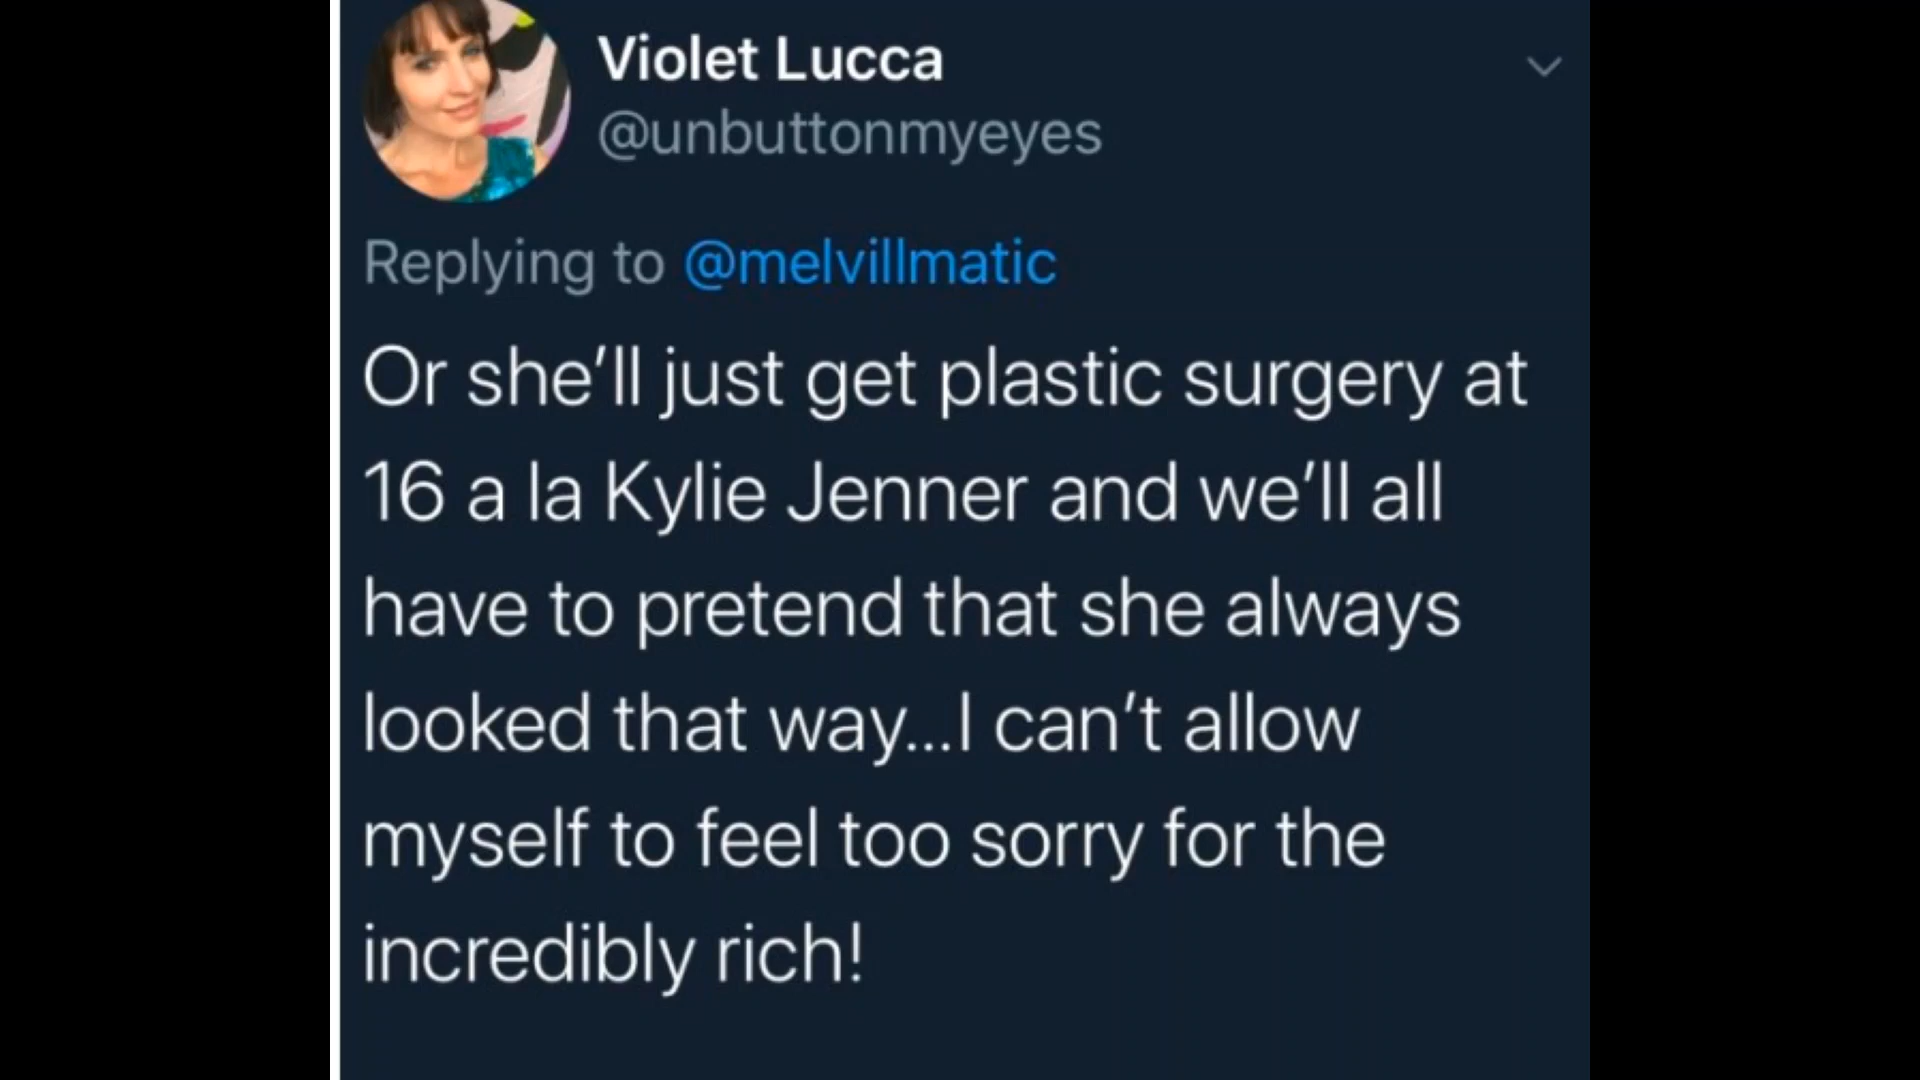 Violet Lucca
@unbuttonmyeyes
Replying to @melvillmatic
Or she’ll just get plastic surgery at
16 a la Kylie Jenner and we’ll all
have to pretend that she always
looked that way...I can’t allow
myself to feel too sorry for the
incredibly rich!